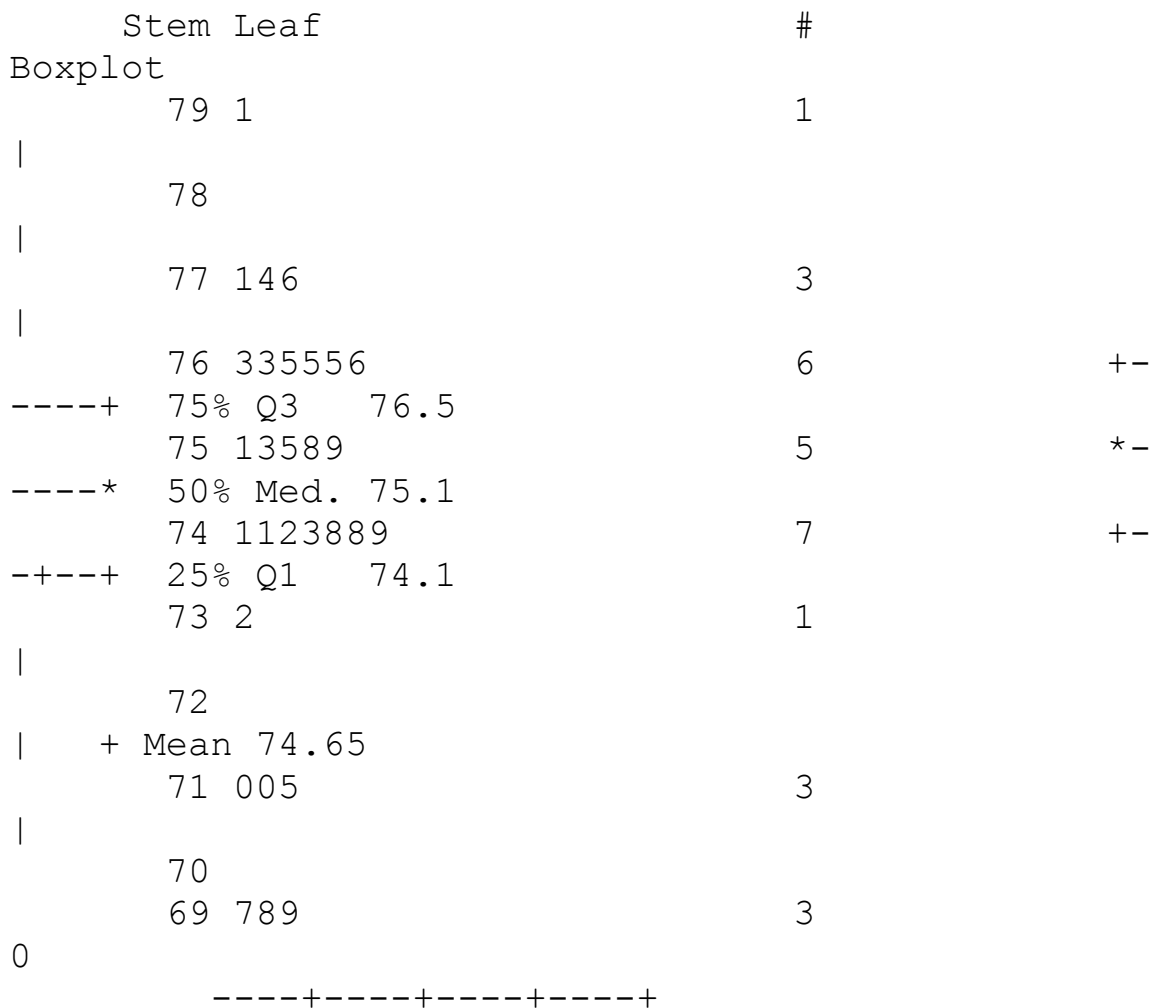 Stem Leaf                     #
Boxplot
       79 1                        1
|
       78
|
       77 146                      3
|
       76 335556                   6             +-
----+  75% Q3   76.5
       75 13589                    5             *-
----*  50% Med. 75.1
       74 1123889                  7             +-
-+--+  25% Q1   74.1
       73 2                        1
|
       72
|   + Mean 74.65
       71 005                      3
|
       70
       69 789                      3
0
         ----+----+----+----+